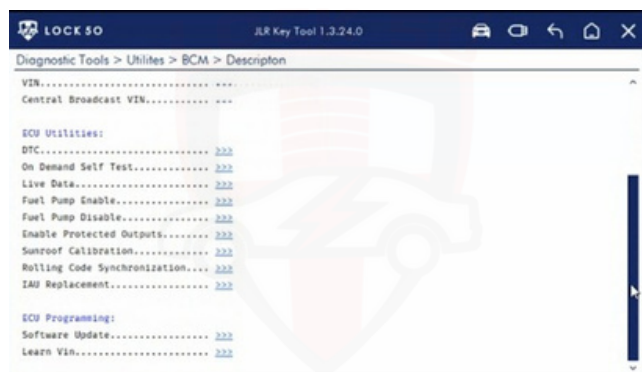 LOCK 50
JLR Key Tool 1.3.24.0
Diagnostic Tools > Utilites > BCM > Descripton
VIN............................. ---
Central Broadcast VIN........... ---
ECU Utilities:
DTC............................. >>>
On Demand Self Test............. >>>
Live Data....................... >>>
Fuel Pump Enable................ >>>
Fuel Pump Disable............... >>>
Enable Protected Outputs........ >>>
Sunroof Calibration............. >>>
Rolling Code Synchronization.... >>>
IAU Replacement................. >>>
ECU Programming:
Software Update................. >>>
Learn Vin....................... >>>